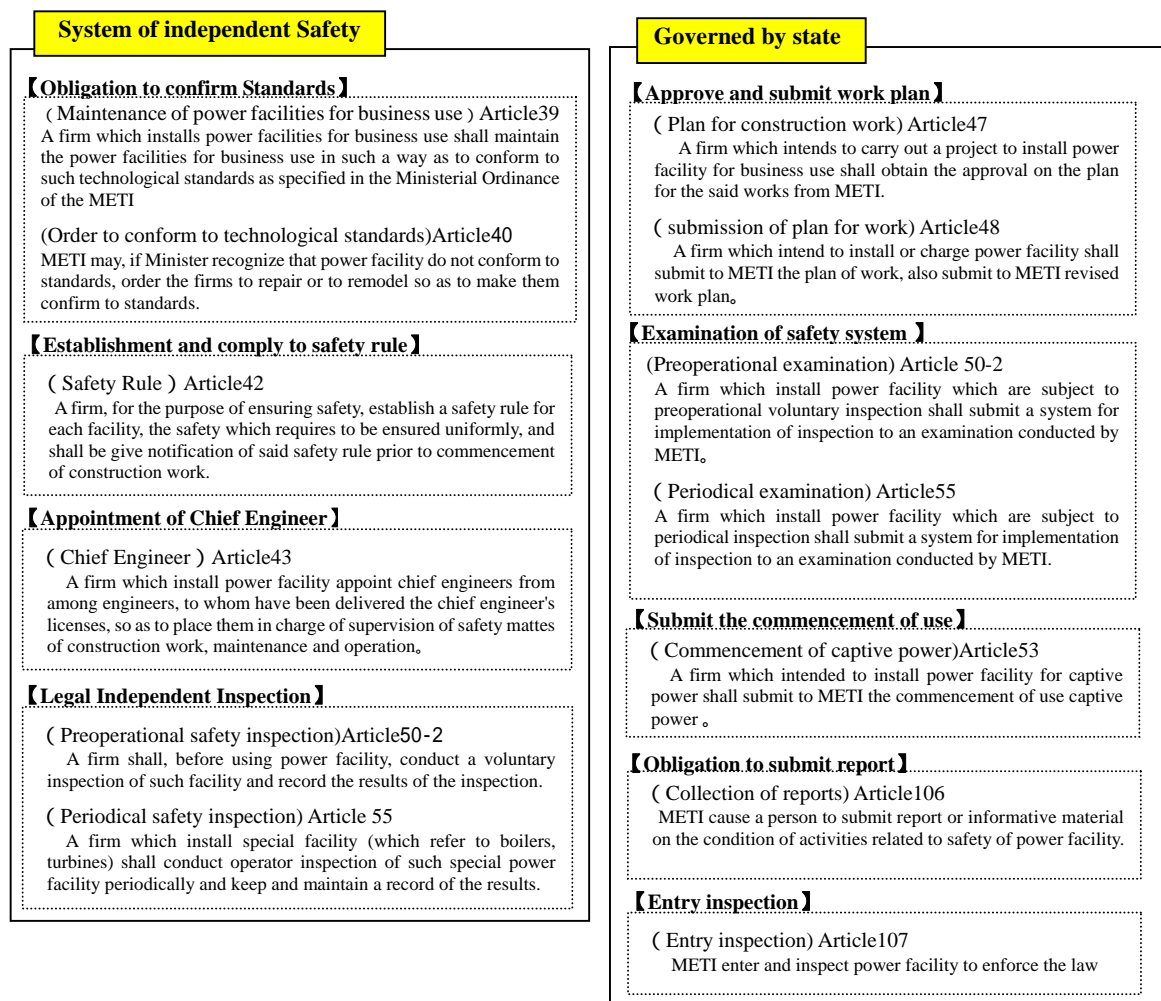 System of independent Safety
【Obligation to confirm Standards】
( Maintenance of power facilities for business use ) Article39
A firm which installs power facilities for business use shall maintain
the power facilities for business use in such a way as to conform to
such technological standards as specified in the Ministerial Ordinance
of the METI
(Order to conform to technological standards)Article40
METI may, if Minister recognize that power facility do not conform to
standards, order the firms to repair or to remodel so as to make them
confirm to standards.
【Establishment and comply to safety rule】
( Safety Rule ) Article42
A firm, for the purpose of ensuring safety, establish a safety rule for
each facility, the safety which requires to be ensured uniformly, and
shall be give notification of said safety rule prior to commencement
of construction work.
【Appointment of Chief Engineer】
( Chief Engineer ) Article43
A firm which install power facility appoint chief engineers from
among engineers, to whom have been delivered the chief engineer's
licenses, so as to place them in charge of supervision of safety mattes
of construction work, maintenance and operation。
【Legal Independent Inspection】
( Preoperational safety inspection)Article50-2
A firm shall, before using power facility, conduct a voluntary
inspection of such facility and record the results of the inspection.
( Periodical safety inspection) Article 55
A firm which install special facility (which refer to boilers,
turbines) shall conduct operator inspection of such special power
facility periodically and keep and maintain a record of the results.
Governed by state
【Approve and submit work plan】
( Plan for construction work) Article47
A firm which intends to carry out a project to install power
facility for business use shall obtain the approval on the plan
for the said works from METI.
( submission of plan for work) Article48
A firm which intend to install or charge power facility shall
submit to METI the plan of work, also submit to METI revised
work plan。
【Examination of safety system 】
(Preoperational examination) Article 50-2
A firm which install power facility which are subject to
preoperational voluntary inspection shall submit a system for
implementation of inspection to an examination conducted by
METI。
( Periodical examination) Article55
A firm which install power facility which are subject to
periodical inspection shall submit a system for implementation
of inspection to an examination conducted by METI.
【Submit the commencement of use】
( Commencement of captive power)Article53
A firm which intended to install power facility for captive
power shall submit to METI the commencement of use captive
power 。
【Obligation to submit report】
( Collection of reports) Article106
METI cause a person to submit report or informative material
on the condition of activities related to safety of power facility.
【Entry inspection】
( Entry inspection) Article107
METI enter and inspect power facility to enforce the law